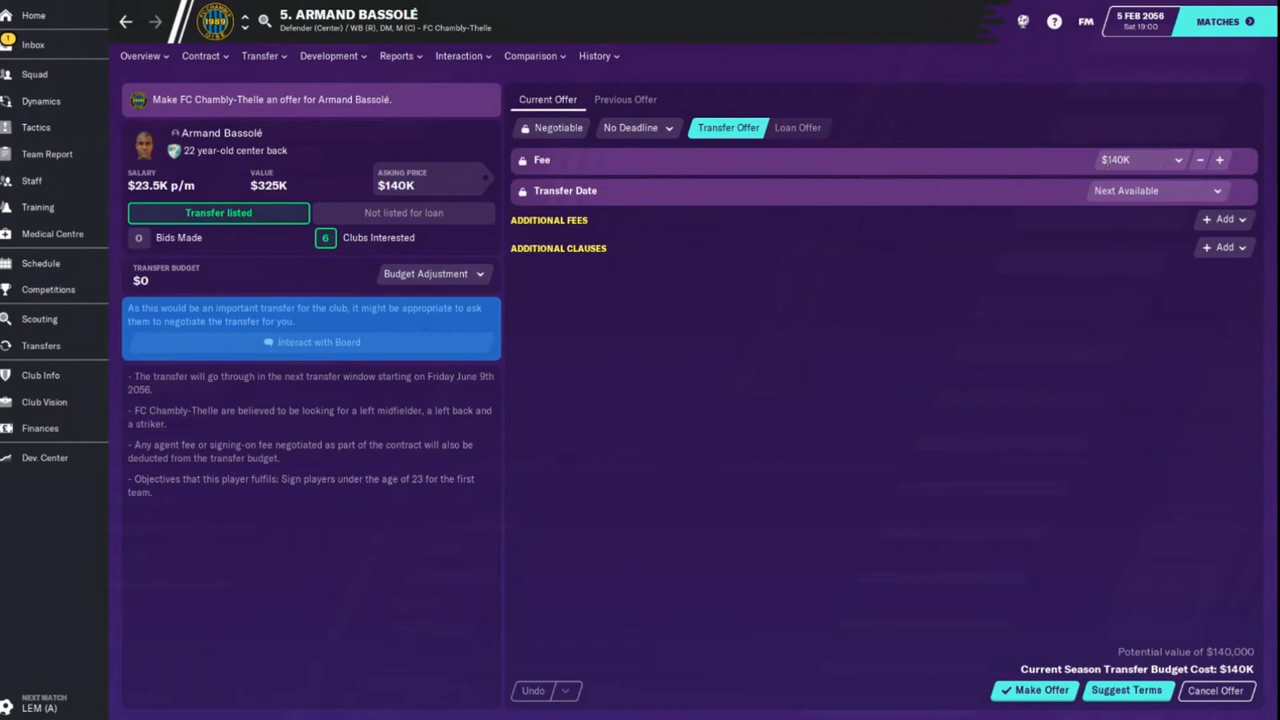 Home
Inbox
1
Squad
Dynamics
Tactics
Team Report
Staff
Training
Medical Centre
Schedule
Competitions
Scouting
Transfers
Club Info
Club Vision
Finances
Dev. Center
NEXT MATCH
LEM (A)
FC CHAMBLY
1989
OISE
5. ARMAND BASSOLÉ
Defender (Center) / WB (R), DM, M (C) - FC Chambly-Thelle
FM
5 FEB 2056
Sat 19:00
MATCHES
Overview
Contract
Transfer
Development
Reports
Interaction
Comparison
History
Make FC Chambly-Thelle an offer for Armand Bassolé.
Armand Bassolé
22 year-old center back
SALARY
$23.5K p/m
VALUE
$325K
ASKING PRICE
$140K
Transfer listed
Not listed for loan
0 Bids Made
6 Clubs Interested
TRANSFER BUDGET
$0
Budget Adjustment
As this would be an important transfer for the club, it might be appropriate to ask
them to negotiate the transfer for you.
Interact with Board
- The transfer will go through in the next transfer window starting on Friday June 9th
2056.
- FC Chambly-Thelle are believed to be looking for a left midfielder, a left back and
a striker.
- Any agent fee or signing-on fee negotiated as part of the contract will also be
deducted from the transfer budget.
- Objectives that this player fulfils: Sign players under the age of 23 for the first
team.
Current Offer
Previous Offer
Negotiable
No Deadline
Transfer Offer
Loan Offer
Fee
$140K
Transfer Date
Next Available
ADDITIONAL FEES
+ Add
ADDITIONAL CLAUSES
+ Add
Potential value of $140,000
Current Season Transfer Budget Cost: $140K
Undo
Make Offer
Suggest Terms
Cancel Offer